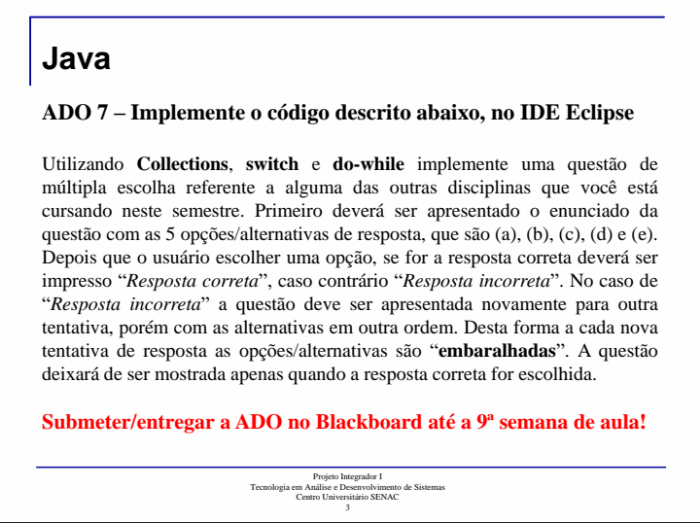 Java
ADO 7 – Implemente o código descrito abaixo, no IDE Eclipse
Utilizando Collections, switch e do-while implemente uma questão de
múltipla escolha referente a alguma das outras disciplinas que você está
cursando neste semestre. Primeiro deverá ser apresentado o enunciado da
questão com as 5 opções/alternativas de resposta, que são (a), (b), (c), (d) e (e).
Depois que o usuário escolher uma opção, se for a resposta correta deverá ser
impresso “Resposta correta”, caso contrário “Resposta incorreta”. No caso de
“Resposta incorreta” a questão deve ser apresentada novamente para outra
tentativa, porém com as alternativas em outra ordem. Desta forma a cada nova
tentativa de resposta as opções/alternativas são “embaralhadas”. A questão
deixará de ser mostrada apenas quando a resposta correta for escolhida.
Submeter/entregar a ADO no Blackboard até a 9ª semana de aula!
Projeto Integrador I
Tecnologia em Análise e Desenvolvimento de Sistemas
Centro Universitário SENAC
3